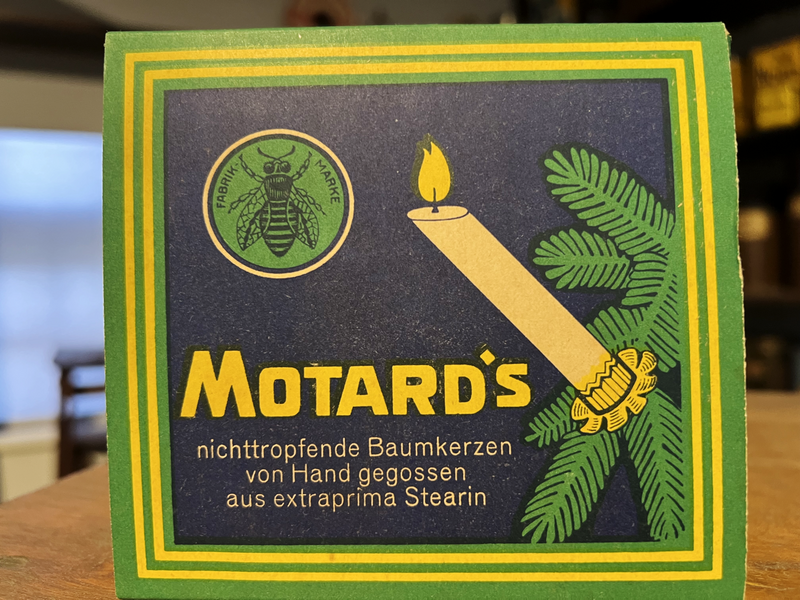 FABRIK MARKE
MOTARD'S
nichttropfende Baumkerzen
von Hand gegossen
aus extraprima Stearin